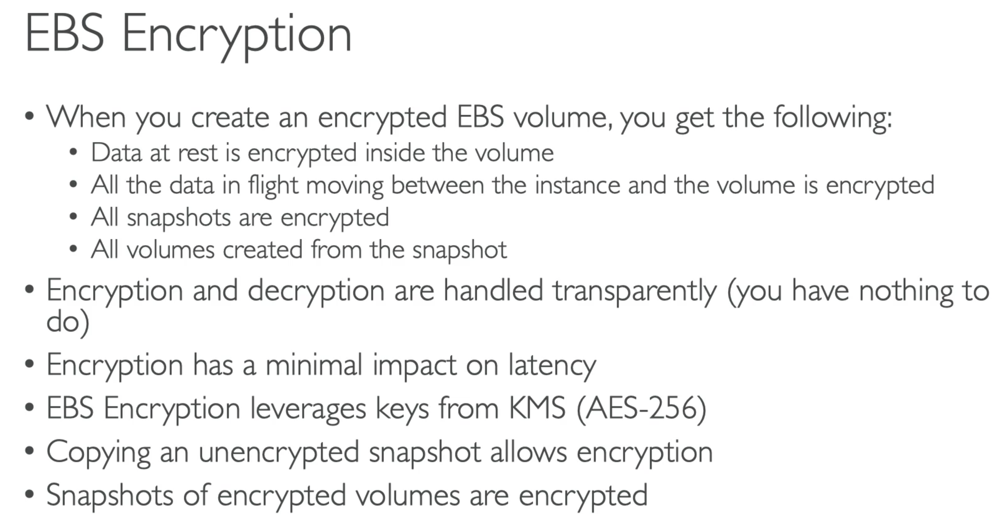 EBS Encryption
• When you create an encrypted EBS volume, you get the following:
• Data at rest is encrypted inside the volume
• All the data in flight moving between the instance and the volume is encrypted
• All snapshots are encrypted
• All volumes created from the snapshot
• Encryption and decryption are handled transparently (you have nothing to
do)
• Encryption has a minimal impact on latency
• EBS Encryption leverages keys from KMS (AES-256)
• Copying an unencrypted snapshot allows encryption
• Snapshots of encrypted volumes are encrypted